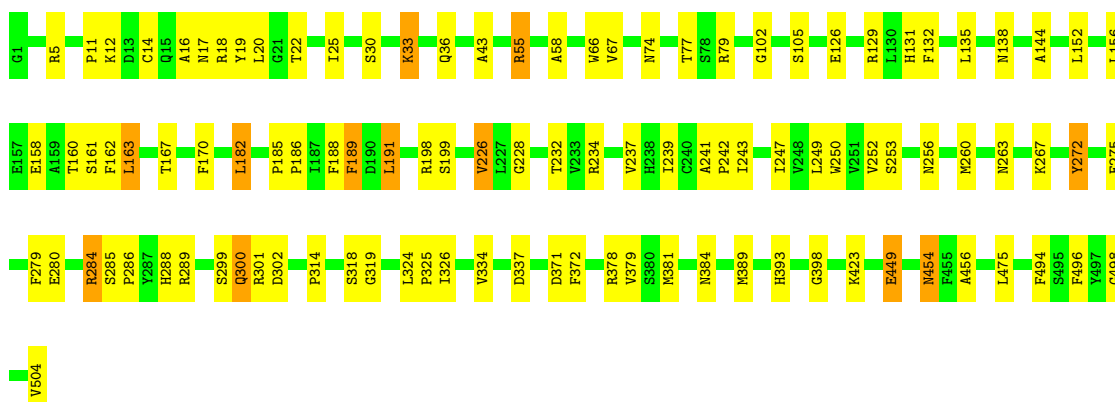 G1 R5 P11 K12 D13 C14 Q15 A16 N17 R18 Y19 L20 G21 T22 I25 S30 K33 Q36 A43 R55 A58 W66 V67 N74 T77 S78 R79 G102 S105 E126 R129 L130 H131 F132 L135 N138 A144 L152 L156
E157 E158 A159 T160 S161 F162 L163 T167 F170 L182 P185 P186 I187 F188 F189 D190 L191 R198 S199 V226 L227 G228 T232 V233 R234 V237 H238 I239 C240 A241 P242 I243 I247 V248 L249 W250 V251 V252 S253 N256 M260 N263 K267 Y272
F279 E280 R284 S285 P286 Y287 H288 R289 S299 Q300 R301 D302 P314 S318 G319 L324 P325 I326 V334 D337 D371 F372 R378 V379 S380 M381 N384 M389 H393 G398 K423 E449 N454 F455 A456 L475 F494 S495 F496 Y497
V504